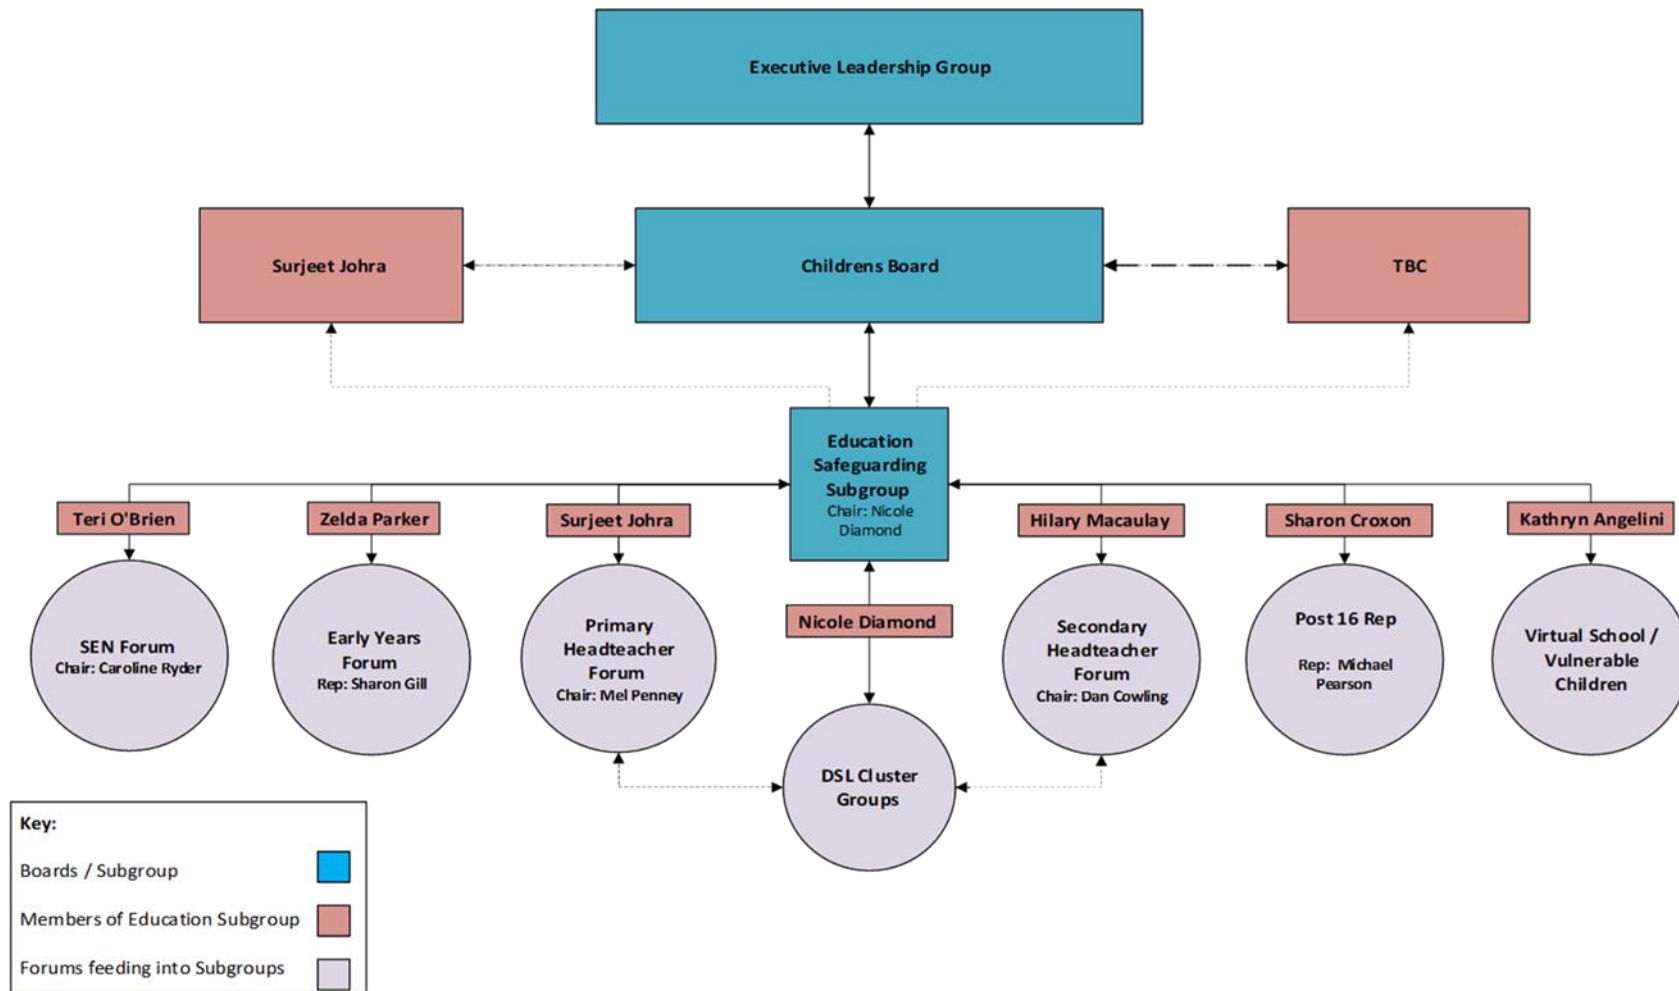 Executive Leadership Group
Surjeet Johra
Childrens Board
TBC
Education
Safeguarding
Subgroup
Chair: Nicole
Diamond
Teri O'Brien
Zelda Parker
Surjeet Johra
Hilary Macaulay
Sharon Croxon
Kathryn Angelini
Nicole Diamond
SEN Forum
Chair: Caroline Ryder
Early Years
Forum
Rep: Sharon Gill
Primary
Headteacher
Forum
Chair: Mel Penney
Secondary
Headteacher
Forum
Chair: Dan Cowling
Post 16 Rep
Rep: Michael
Pearson
Virtual School /
Vulnerable
Children
DSL Cluster
Groups
Key:
Boards / Subgroup
Members of Education Subgroup
Forums feeding into Subgroups